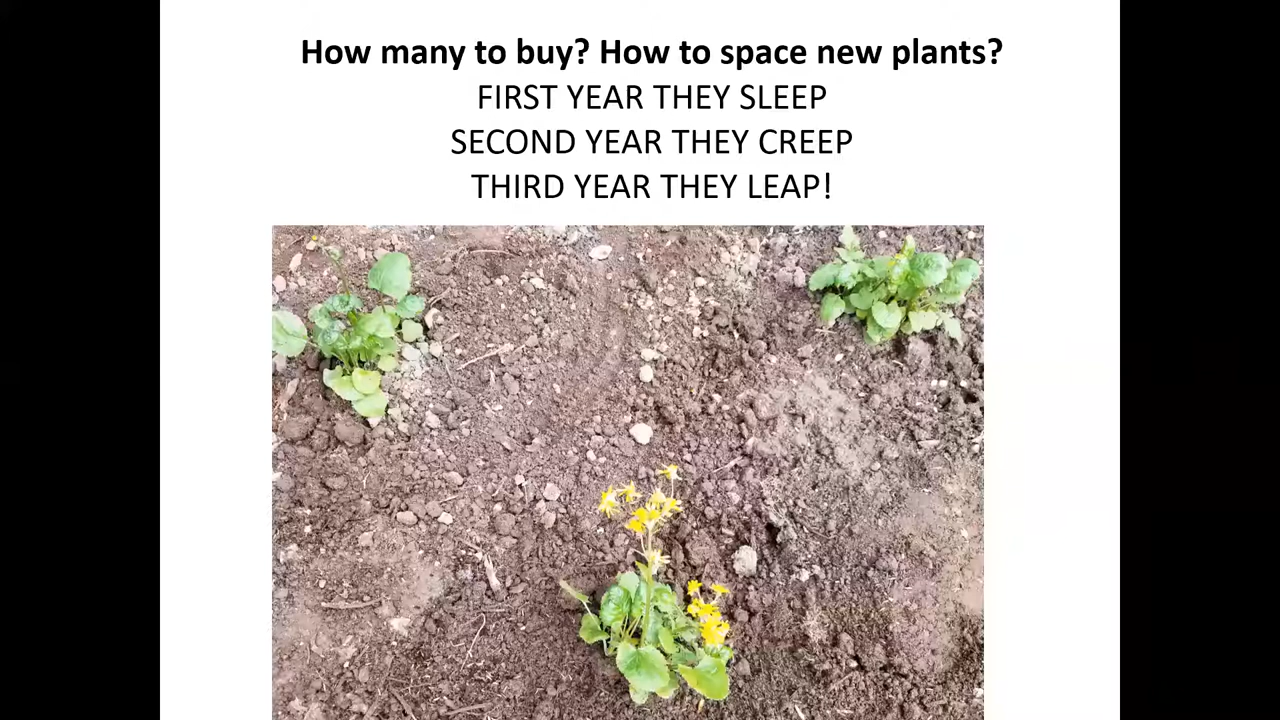 How many to buy? How to space new plants?
FIRST YEAR THEY SLEEP
SECOND YEAR THEY CREEP
THIRD YEAR THEY LEAP!